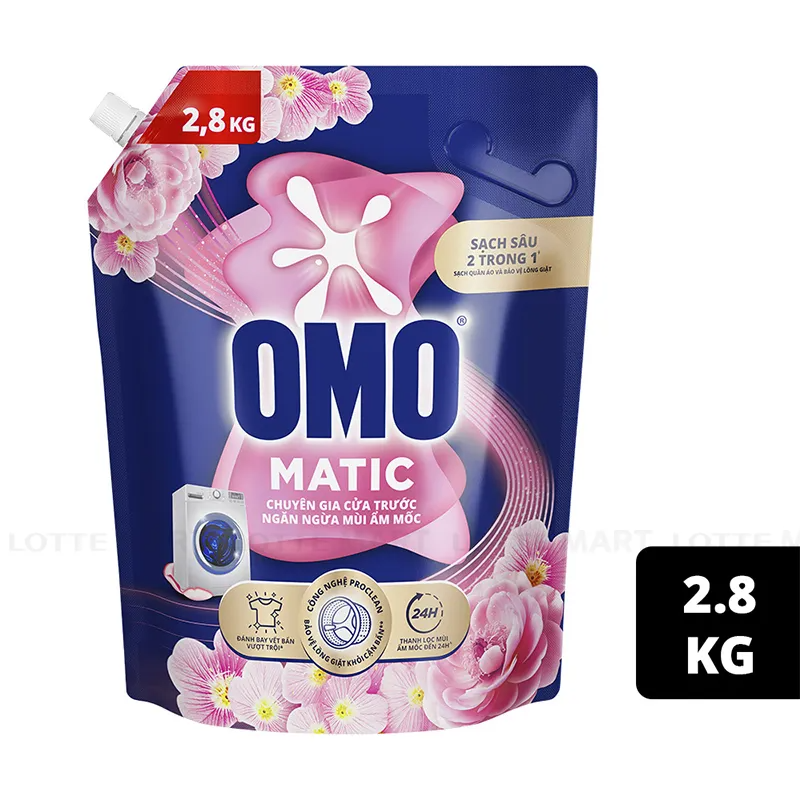 2,8 KG
SẠCH SÂU
2 TRONG 1*
SẠCH QUẦN ÁO VÀ BẢO VỆ LỒNG GIẶT
OMO®
MATIC
CHUYÊN GIA CỬA TRƯỚC
NGĂN NGỪA MÙI ẨM MỐC
LOTTE MART LOTTE MART LOTTE M
CÔNG NGHỆ PROCLEAN
BẢO VỆ LỒNG GIẶT KHỎI CẶN BẨN**
ĐÁNH BAY VẾT BẨN
VƯỢT TRỘI*
24H
THANH LỌC MÙI
ẨM MỐC ĐẾN 24H
2.8
KG